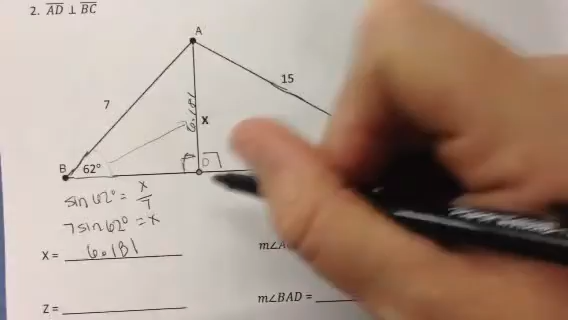 2. AD ⊥ BC
A
7
15
6.181
X
B
62°
D
sin 62° = x/7
7 sin 62° = x
X = 6.181
m∠A
Z =
m∠BAD =